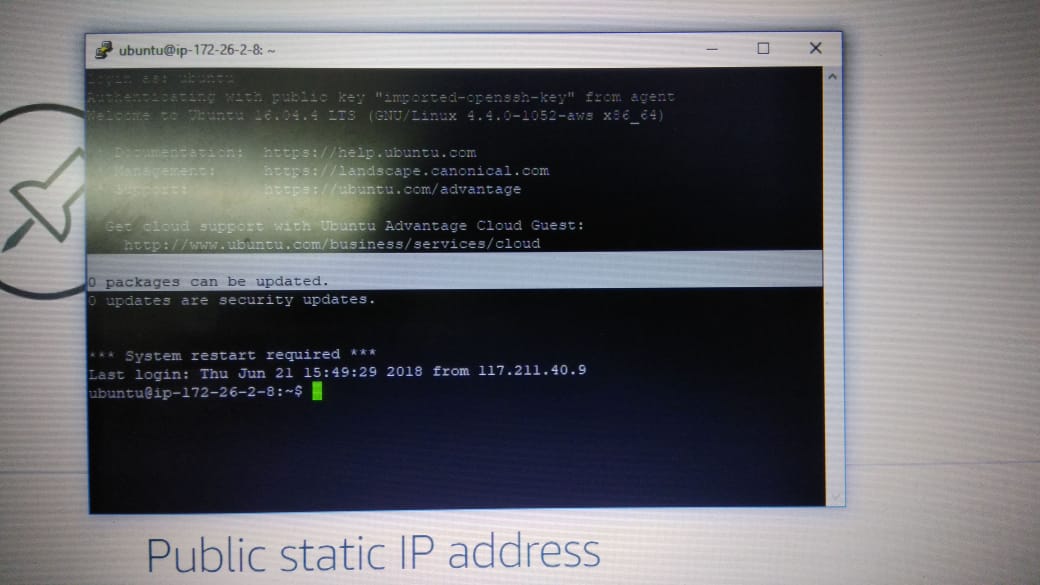 ubuntu@ip-172-26-2-8: ~
login as: ubuntu
Authenticating with public key "imported-openssh-key" from agent
Welcome to Ubuntu 16.04.4 LTS (GNU/Linux 4.4.0-1052-aws x86_64)
* Documentation: https://help.ubuntu.com
* Management: https://landscape.canonical.com
* Support: https://ubuntu.com/advantage
Get cloud support with Ubuntu Advantage Cloud Guest:
http://www.ubuntu.com/business/services/cloud
0 packages can be updated.
0 updates are security updates.
*** System restart required ***
Last login: Thu Jun 21 15:49:29 2018 from 117.211.40.9
ubuntu@ip-172-26-2-8:~$
Public static IP address